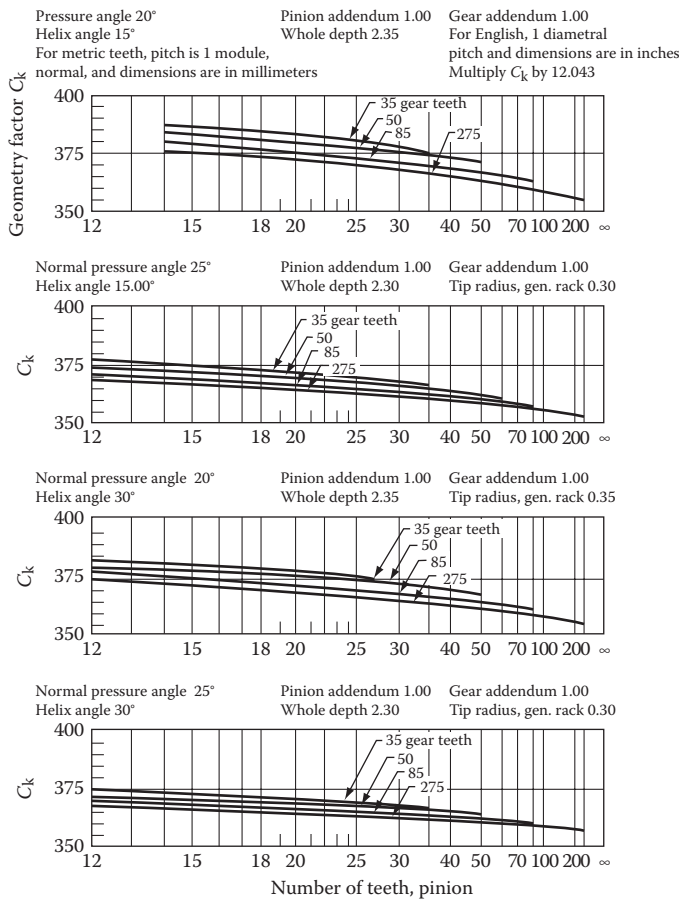 Pressure angle 20° Pinion addendum 1.00 Gear addendum 1.00
Helix angle 15° Whole depth 2.35 For English, 1 diametral
For metric teeth, pitch is 1 module, pitch and dimensions are in inches
normal, and dimensions are in millimeters Multiply Ck by 12.043
Geometry factor Ck
400
375
350
35 gear teeth
50
85
275
12 15 18 20 25 30 40 50 70 100 200 ∞
Normal pressure angle 25° Pinion addendum 1.00 Gear addendum 1.00
Helix angle 15.00° Whole depth 2.30 Tip radius, gen. rack 0.30
Ck
400
375
350
35 gear teeth
50
85
275
12 15 18 20 25 30 40 50 70 100 200 ∞
Normal pressure angle 20° Pinion addendum 1.00 Gear addendum 1.00
Helix angle 30° Whole depth 2.35 Tip radius, gen. rack 0.35
Ck
400
375
350
35 gear teeth
50
85
275
12 15 18 20 25 30 40 50 70 100 200 ∞
Normal pressure angle 25° Pinion addendum 1.00 Gear addendum 1.00
Helix angle 30° Whole depth 2.30 Tip radius, gen. rack 0.30
Ck
400
375
350
35 gear teeth
50
85
275
12 15 18 20 25 30 40 50 70 100 200 ∞
Number of teeth, pinion